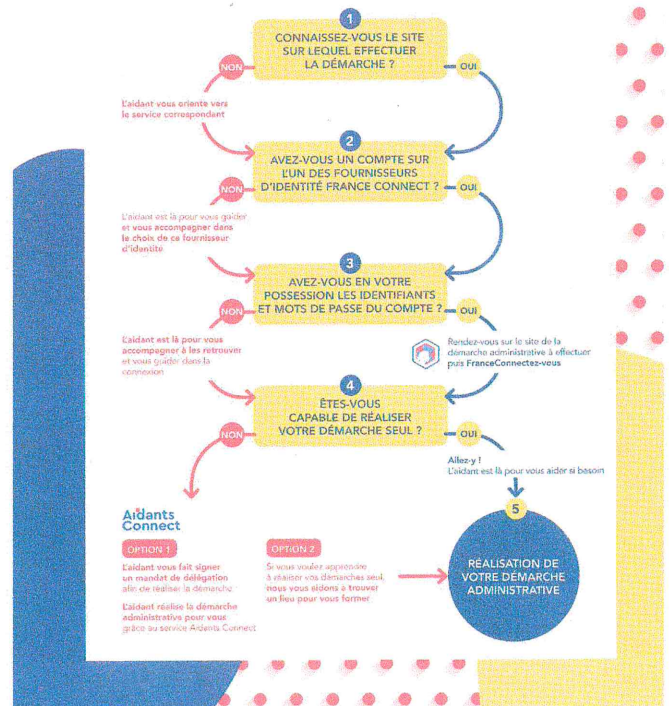 1
CONNAISSEZ-VOUS LE SITE
SUR LEQUEL EFFECTUER
LA DÉMARCHE ?
NON
OUI
L'aidant vous oriente vers
le service correspondant
2
AVEZ-VOUS UN COMPTE SUR
L'UN DES FOURNISSEURS
D'IDENTITÉ FRANCE CONNECT ?
NON
OUI
L'aidant est là pour vous guider
et vous accompagner dans
le choix de ce fournisseur
d'identité
3
AVEZ-VOUS EN VOTRE
POSSESSION LES IDENTIFIANTS
ET MOTS DE PASSE DU COMPTE ?
NON
OUI
L'aidant est là pour vous
accompagner à les retrouver
et vous guider dans la
connexion
Rendez-vous sur le site de la
démarche administrative à effectuer
puis FranceConnectez-vous
4
ÊTES-VOUS
CAPABLE DE RÉALISER
VOTRE DÉMARCHE SEUL ?
NON
OUI
Allez-y !
L'aidant est là pour vous aider si besoin
Aidants
Connect
OPTION 1
L'aidant vous fait signer
un mandat de délégation
afin de réaliser la démarche
L'aidant réalise la démarche
administrative pour vous
grâce au service Aidants Connect
OPTION 2
Si vous voulez apprendre
à réaliser vos démarches seul,
nous vous aidons à trouver
un lieu pour vous former
5
RÉALISATION DE
VOTRE DÉMARCHE
ADMINISTRATIVE